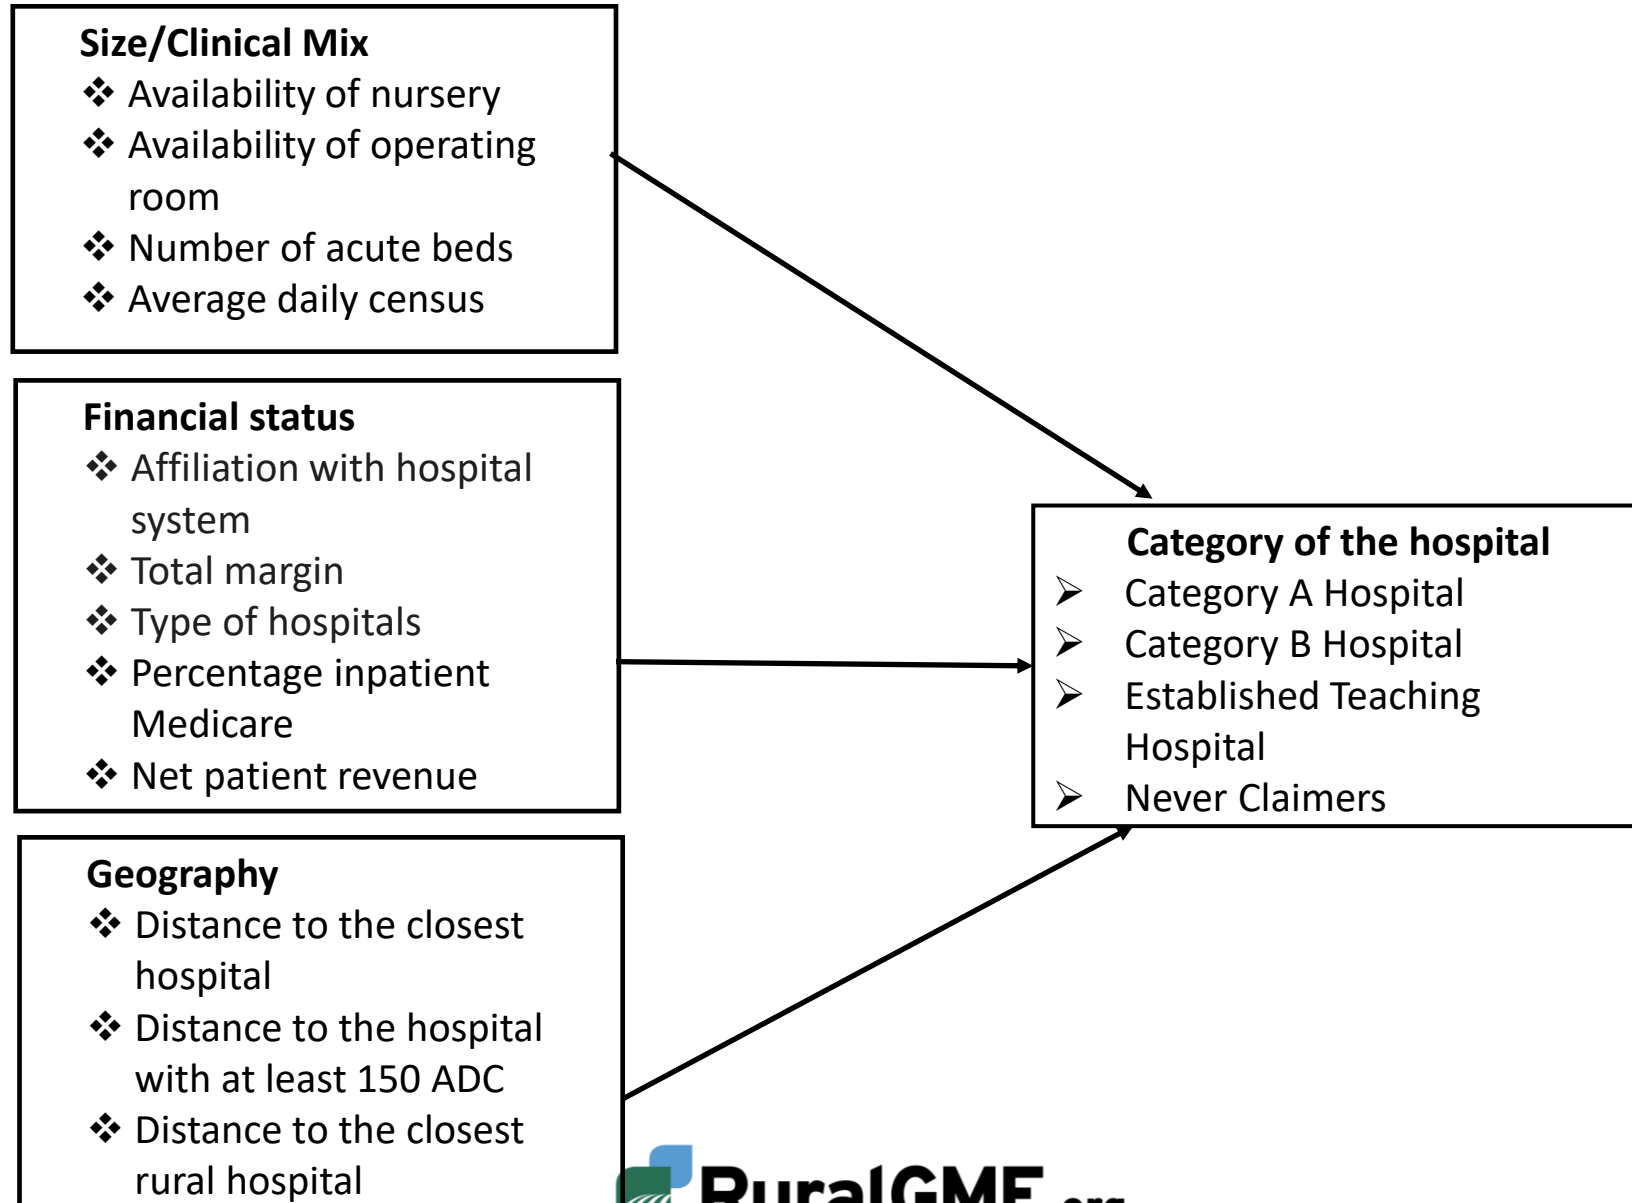 Size/Clinical Mix
❖ Availability of nursery
❖ Availability of operating
room
❖ Number of acute beds
❖ Average daily census
Financial status
❖ Affiliation with hospital
system
❖ Total margin
❖ Type of hospitals
❖ Percentage inpatient
Medicare
❖ Net patient revenue
Geography
❖ Distance to the closest
hospital
❖ Distance to the hospital
with at least 150 ADC
❖ Distance to the closest
rural hospital
Category of the hospital
➢ Category A Hospital
➢ Category B Hospital
➢ Established Teaching
Hospital
➢ Never Claimers
RuralGME.org